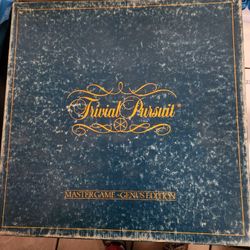 Trivial Pursuit®
MASTER GAME - GENUS EDITION